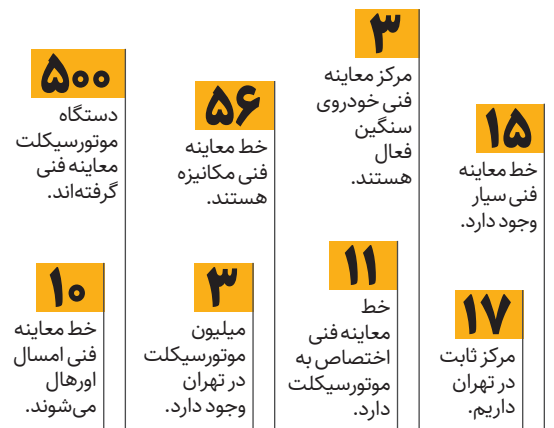 ۱۵
خط معاینه
فنی سیار
وجود دارد.
۳
مرکز معاینه
فنی خودروی
سنگین
فعال
هستند.
۵۶
خط معاینه
فنی مکانیزه
هستند.
۵۰۰
دستگاه
موتورسیکلت
معاینه فنی
گرفته‌اند.
۱۷
مرکز ثابت
در تهران
داریم.
۱۱
خط
معاینه فنی
اختصاص به
موتورسیکلت
دارد.
۳
میلیون
موتورسیکلت
در تهران
وجود دارد.
۱۰
خط معاینه
فنی امسال
اورهال
می‌شوند.